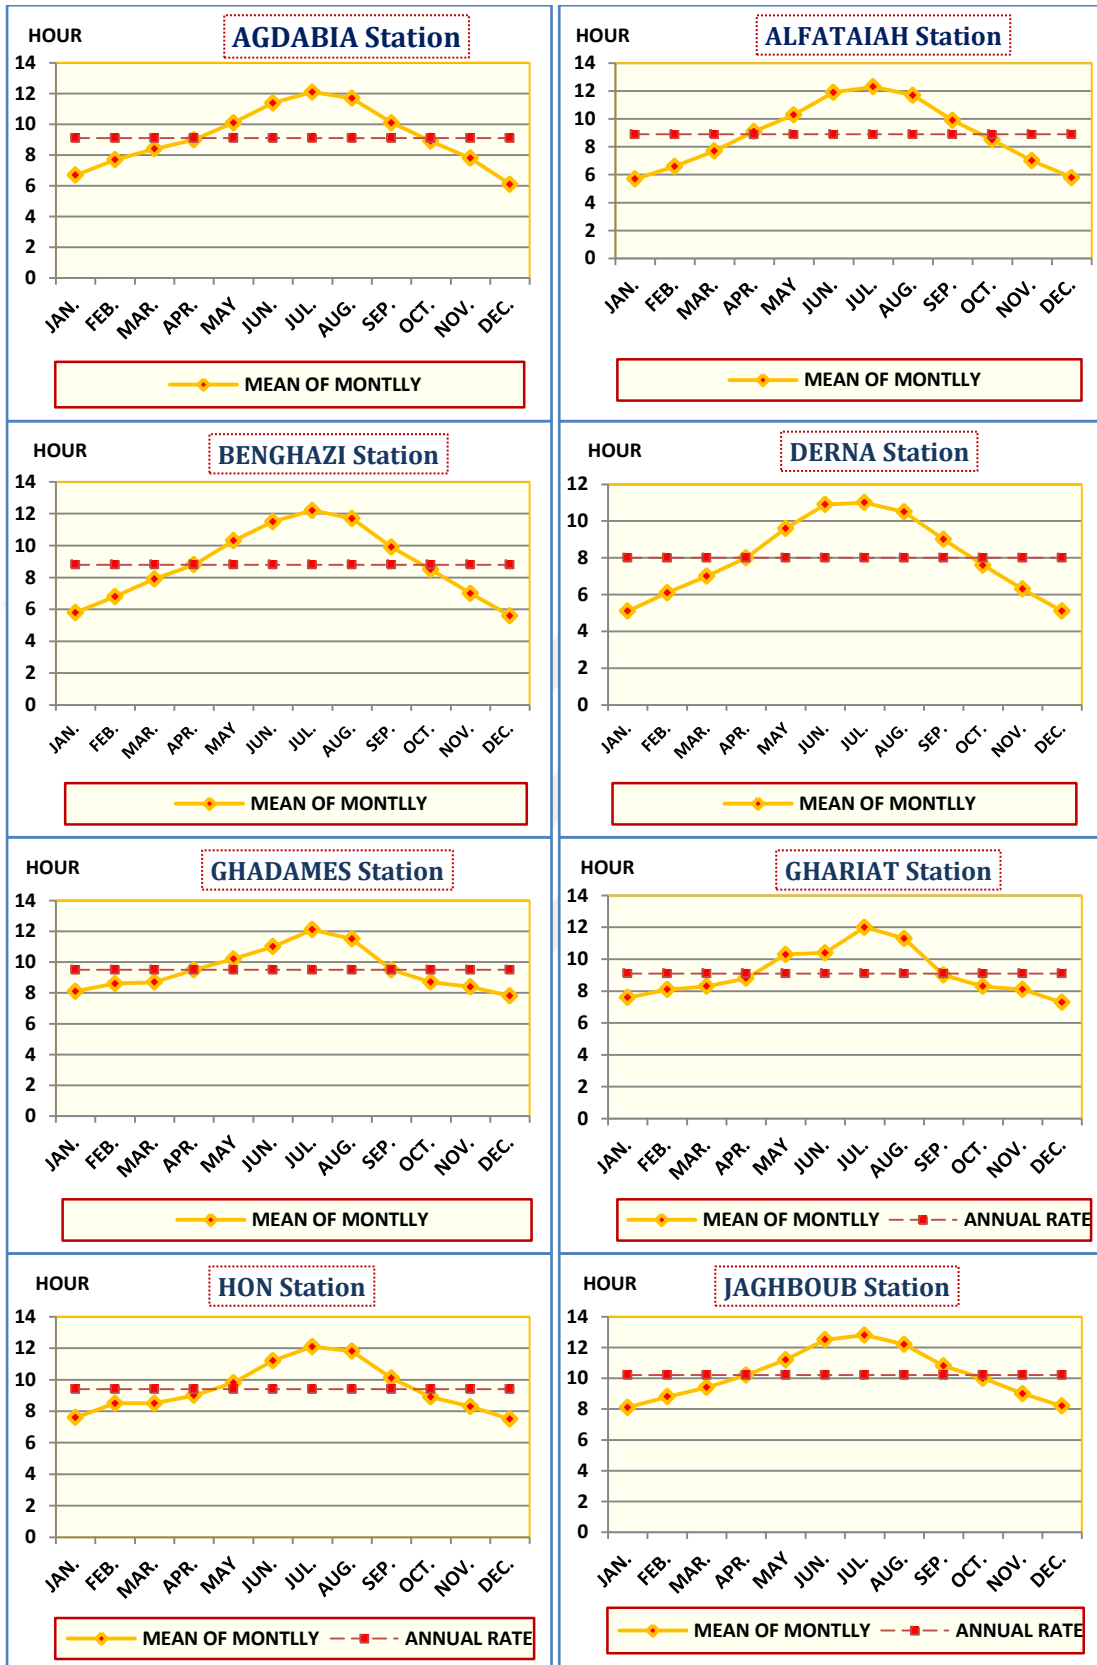 HOUR
AGDABIA Station
14
12
10
8
6
4
2
0
JAN. FEB. MAR. APR. MAY JUN. JUL. AUG. SEP. OCT. NOV. DEC.
MEAN OF MONTLLY
HOUR
ALFATAIAH Station
14
12
10
8
6
4
2
0
JAN. FEB. MAR. APR. MAY JUN. JUL. AUG. SEP. OCT. NOV. DEC.
MEAN OF MONTLLY
HOUR
BENGHAZI Station
14
12
10
8
6
4
2
0
JAN. FEB. MAR. APR. MAY JUN. JUL. AUG. SEP. OCT. NOV. DEC.
MEAN OF MONTLLY
HOUR
DERNA Station
12
10
8
6
4
2
0
JAN. FEB. MAR. APR. MAY JUN. JUL. AUG. SEP. OCT. NOV. DEC.
MEAN OF MONTLLY
HOUR
GHADAMES Station
14
12
10
8
6
4
2
0
JAN. FEB. MAR. APR. MAY JUN. JUL. AUG. SEP. OCT. NOV. DEC.
MEAN OF MONTLLY
HOUR
GHARIAT Station
14
12
10
8
6
4
2
0
JAN. FEB. MAR. APR. MAY JUN. JUL. AUG. SEP. OCT. NOV. DEC.
MEAN OF MONTLLY ANNUAL RATE
HOUR
HON Station
14
12
10
8
6
4
2
0
JAN. FEB. MAR. APR. MAY JUN. JUL. AUG. SEP. OCT. NOV. DEC.
MEAN OF MONTLLY ANNUAL RATE
HOUR
JAGHBOUB Station
14
12
10
8
6
4
2
0
JAN. FEB. MAR. APR. MAY JUN. JUL. AUG. SEP. OCT. NOV. DEC.
MEAN OF MONTLLY ANNUAL RATE